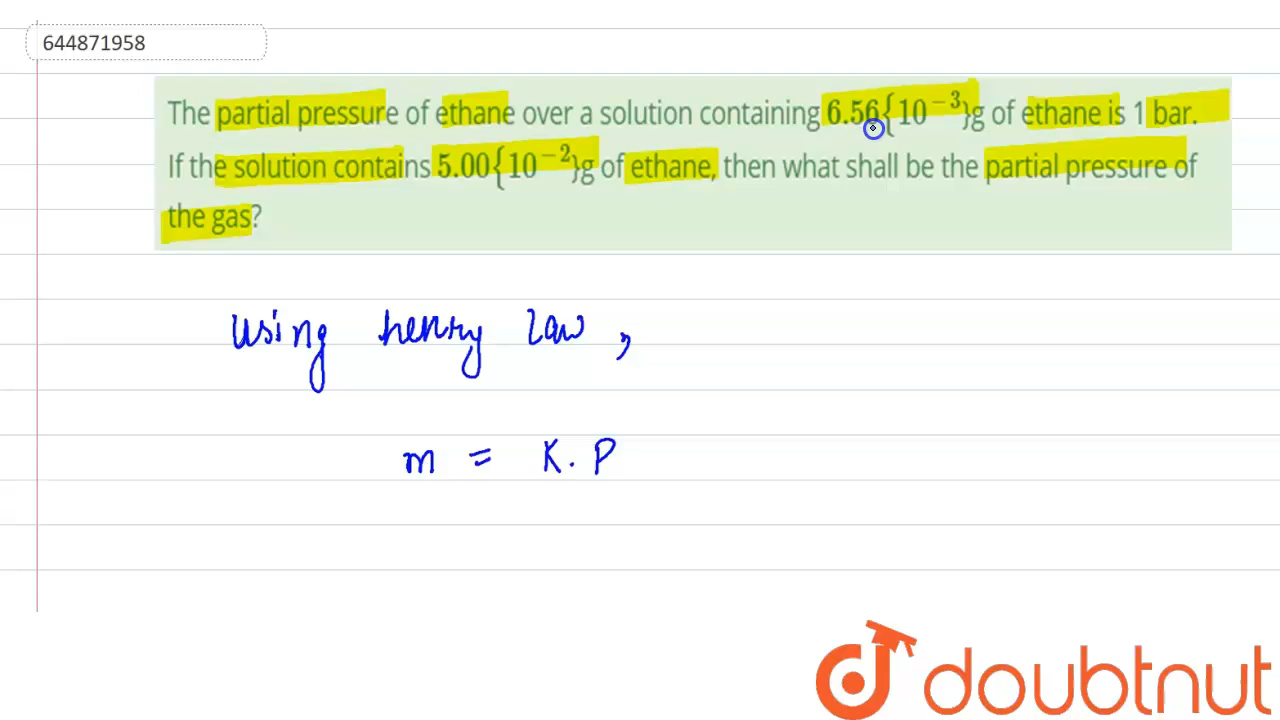 644871958
The partial pressure of ethane over a solution containing 6.56{10⁻³}g of ethane is 1 bar.
If the solution contains 5.00{10⁻²}g of ethane, then what shall be the partial pressure of
the gas?
Using henry law,
m = K.P
doubtnut